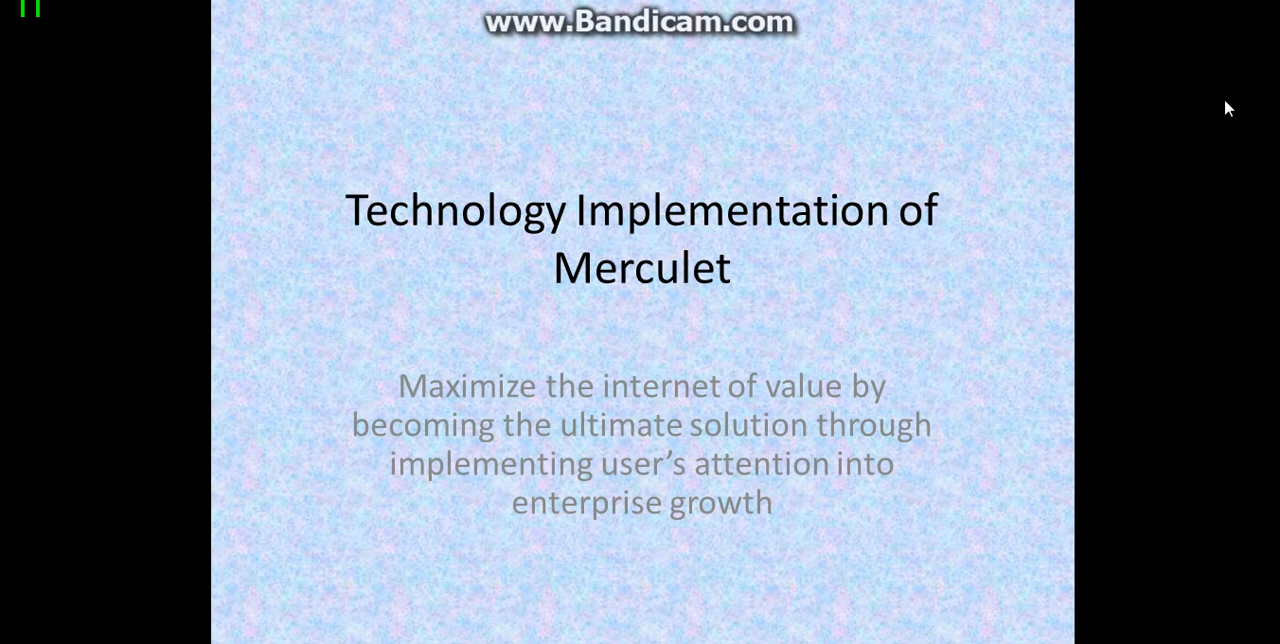 www.Bandicam.com
Technology Implementation of
Merculet
Maximize the internet of value by
becoming the ultimate solution through
implementing user’s attention into
enterprise growth